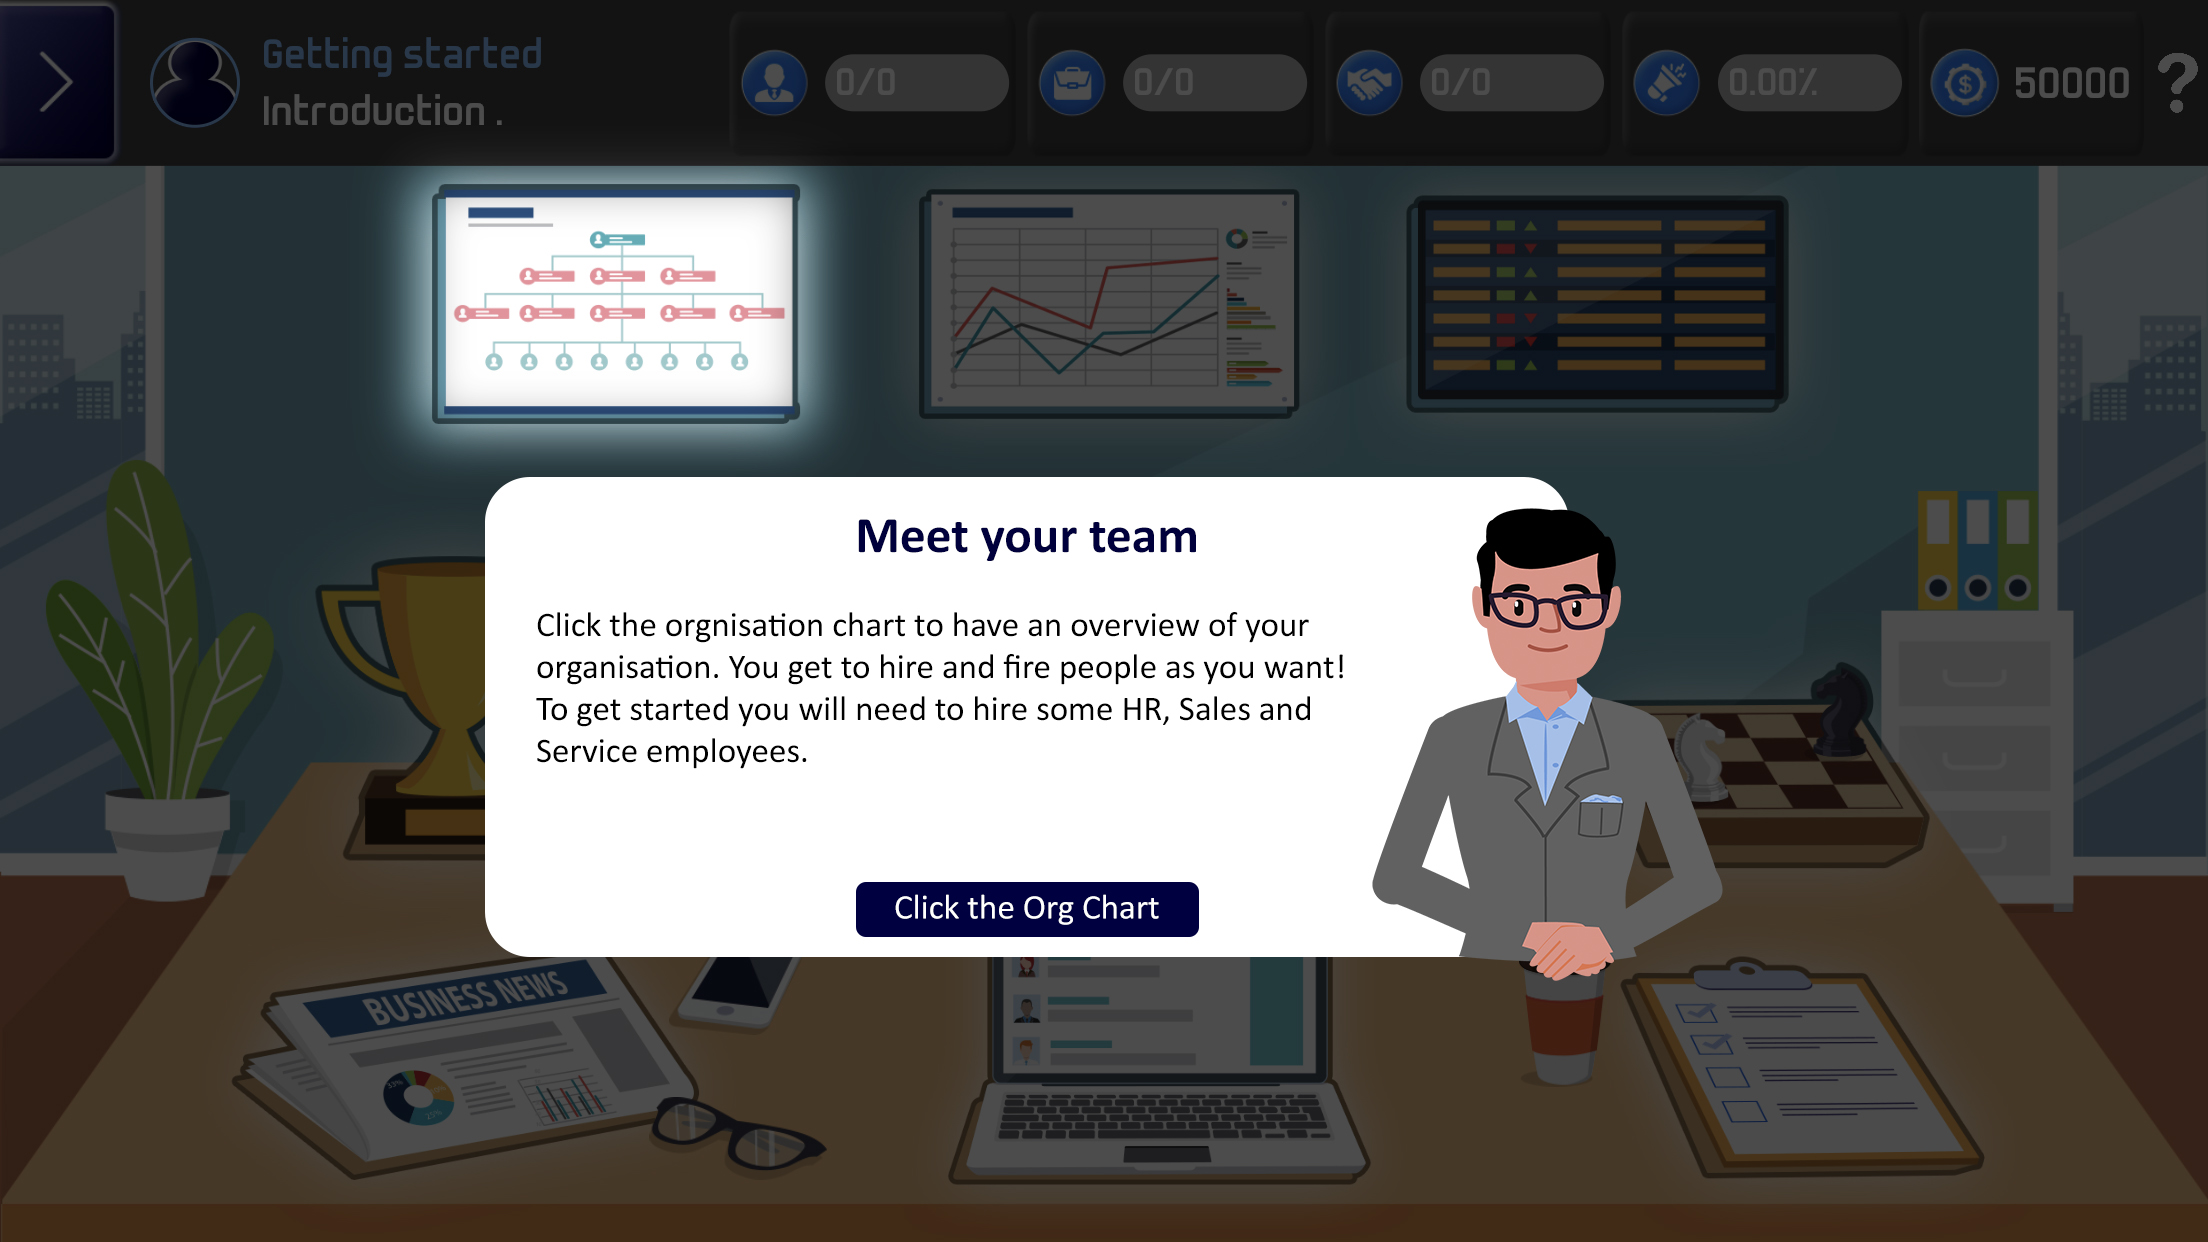 Getting started
Introduction .
0/0
0/0
0/0
0.00%
50000
?
Meet your team
Click the orgnisation chart to have an overview of your
organisation. You get to hire and fire people as you want!
To get started you will need to hire some HR, Sales and
Service employees.
Click the Org Chart
BUSINESS NEWS